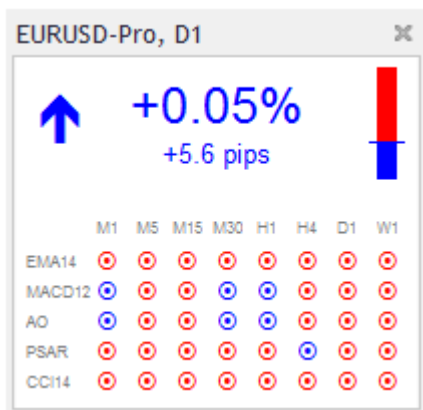 EURUSD-Pro, D1
+0.05%
+5.6 pips
M1 M5 M15 M30 H1 H4 D1 W1
EMA14
MACD12
AO
PSAR
CCI14